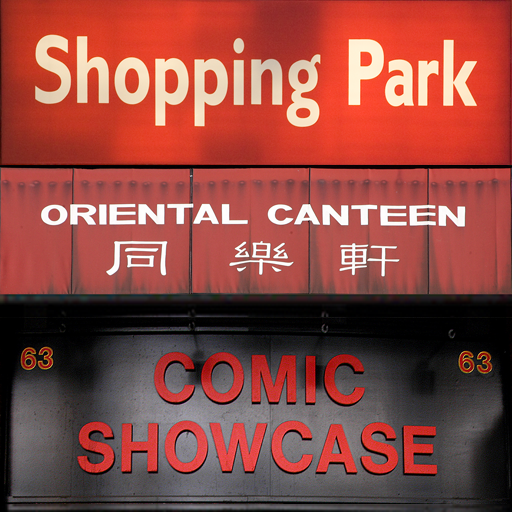 Shopping Park
ORIENTAL CANTEEN
同 樂 軒
63 63
COMIC
SHOWCASE